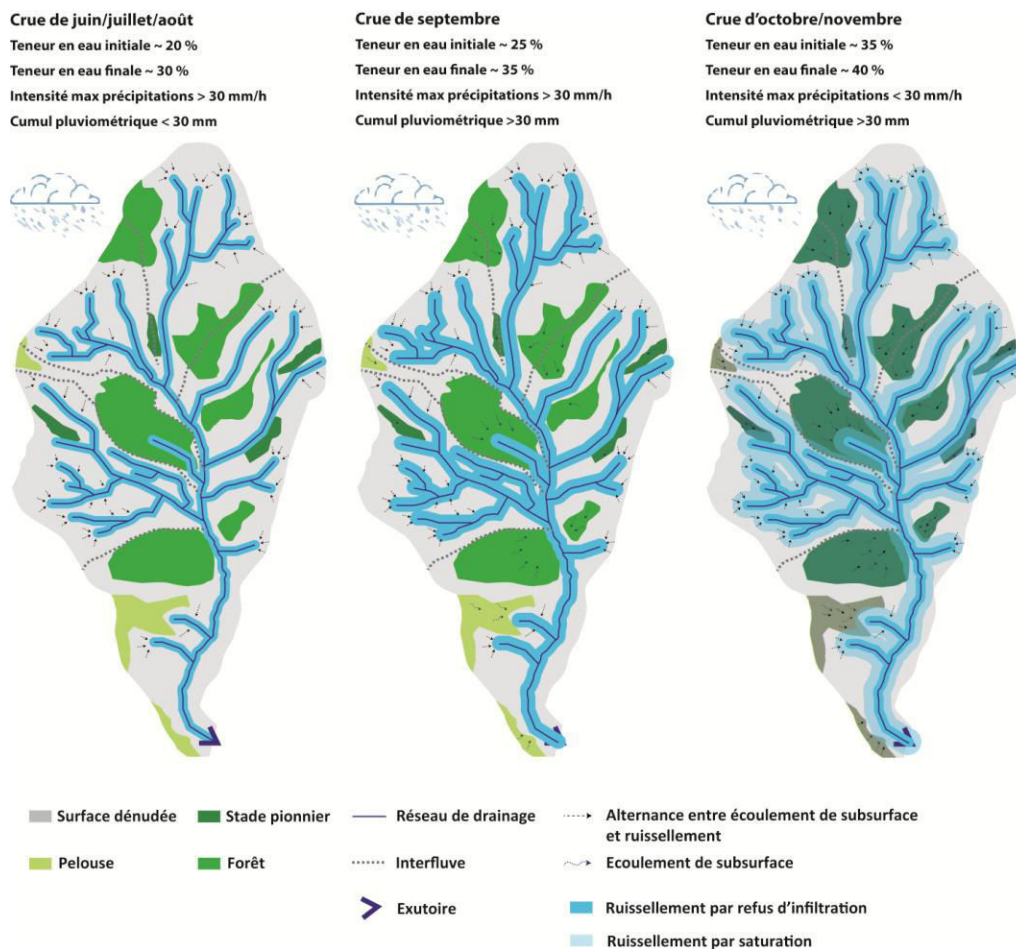 Crue de juin/juillet/août
Teneur en eau initiale ~ 20 %
Teneur en eau finale ~ 30 %
Intensité max précipitations > 30 mm/h
Cumul pluviométrique < 30 mm
Crue de septembre
Teneur en eau initiale ~ 25 %
Teneur en eau finale ~ 35 %
Intensité max précipitations > 30 mm/h
Cumul pluviométrique >30 mm
Crue d'octobre/novembre
Teneur en eau initiale ~ 35 %
Teneur en eau finale ~ 40 %
Intensité max précipitations < 30 mm/h
Cumul pluviométrique >30 mm
Surface dénudée
Pelouse
Stade pionnier
Forêt
Réseau de drainage
Interfluve
Exutoire
Alternance entre écoulement de subsurface
et ruissellement
Ecoulement de subsurface
Ruissellement par refus d'infiltration
Ruissellement par saturation